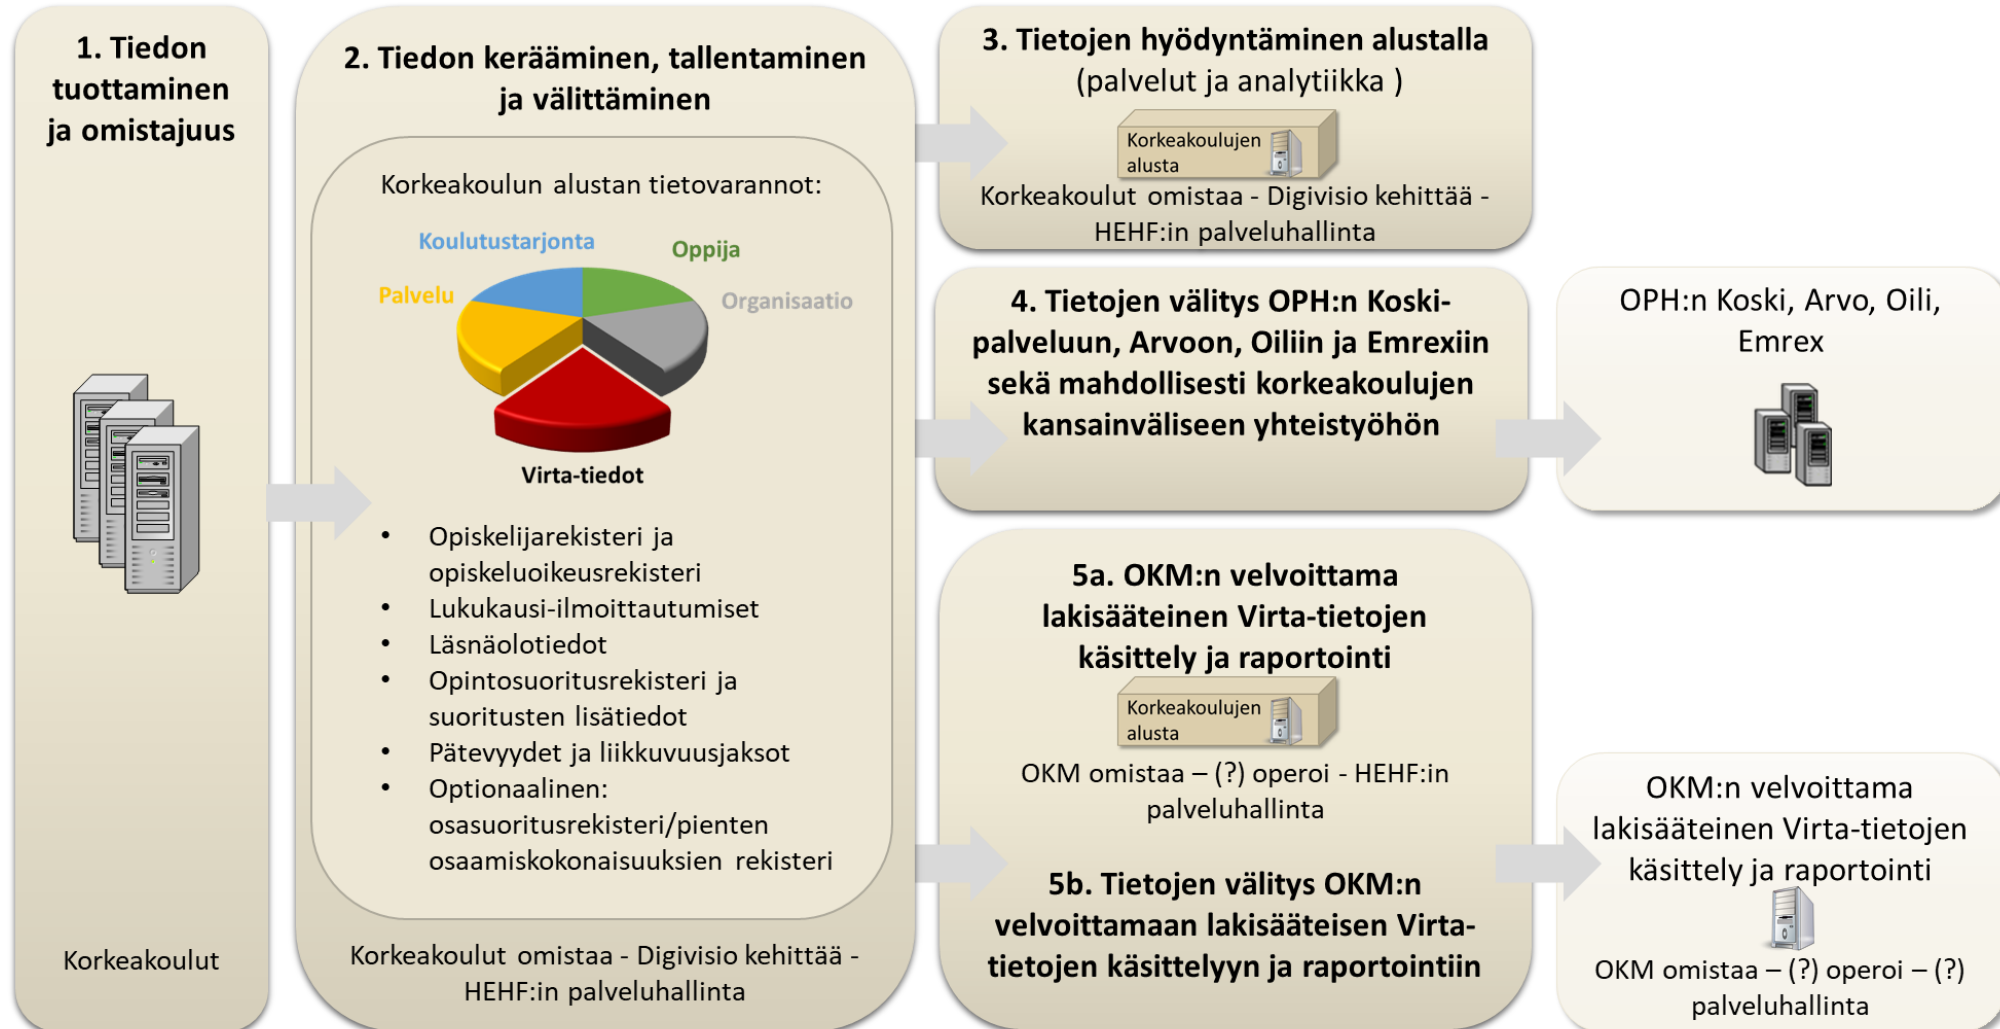 1. Tiedon
tuottaminen
ja omistajuus
Korkeakoulut
2. Tiedon kerääminen, tallentaminen
ja välittäminen
Korkeakoulun alustan tietovarannot:
Koulutustarjonta
Oppija
Palvelu
Organisaatio
Virta-tiedot
• Opiskelijarekisteri ja
opiskeluoikeusrekisteri
• Lukukausi-ilmoittautumiset
• Läsnäolotiedot
• Opintosuoritusrekisteri ja
suoritusten lisätiedot
• Pätevyydet ja liikkuvuusjaksot
• Optionaalinen:
osasuoritusrekisteri/pienten
osaamiskokonaisuuksien rekisteri
Korkeakoulut omistaa - Digivisio kehittää -
HEHF:in palveluhallinta
3. Tietojen hyödyntäminen alustalla
(palvelut ja analytiikka )
Korkeakoulujen
alusta
Korkeakoulut omistaa - Digivisio kehittää -
HEHF:in palveluhallinta
4. Tietojen välitys OPH:n Koski-
palveluun, Arvoon, Oiliin ja Emrexiin
sekä mahdollisesti korkeakoulujen
kansainväliseen yhteistyöhön
OPH:n Koski, Arvo, Oili,
Emrex
5a. OKM:n velvoittama
lakisääteinen Virta-tietojen
käsittely ja raportointi
Korkeakoulujen
alusta
OKM omistaa – (?) operoi - HEHF:in
palveluhallinta
5b. Tietojen välitys OKM:n
velvoittamaan lakisääteisen Virta-
tietojen käsittelyyn ja raportointiin
OKM:n velvoittama
lakisääteinen Virta-tietojen
käsittely ja raportointi
OKM omistaa – (?) operoi – (?)
palveluhallinta